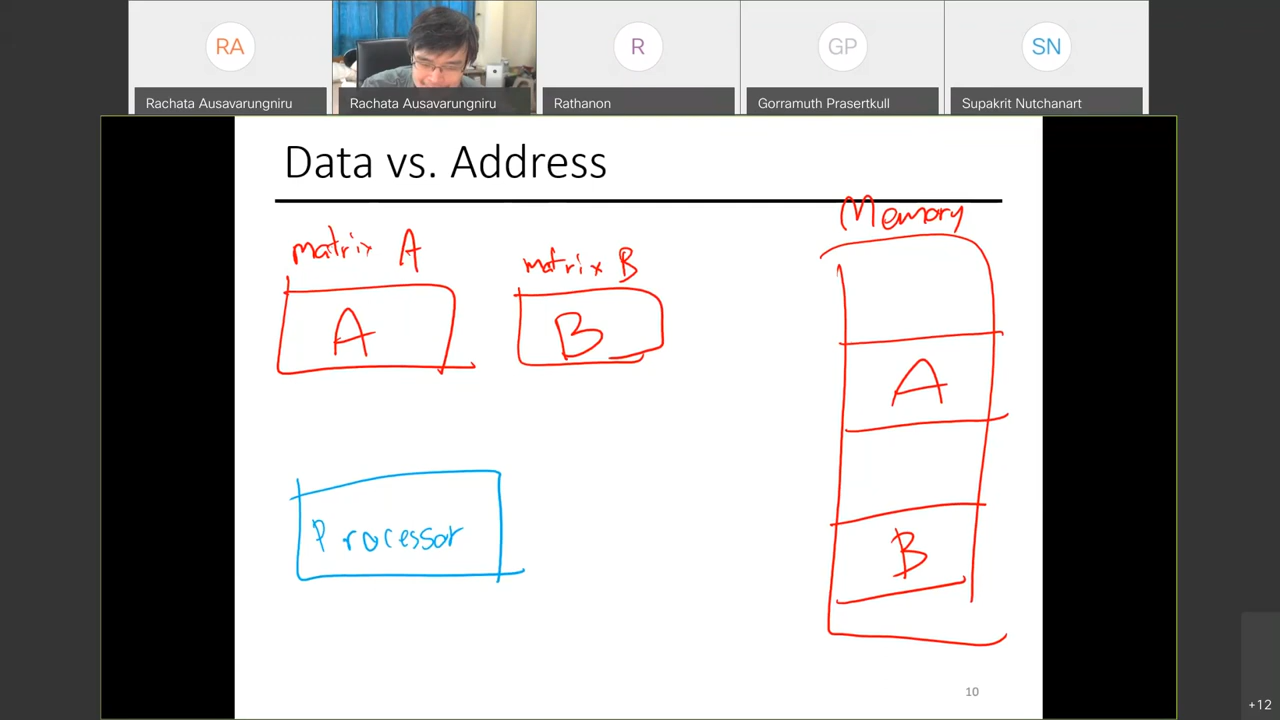 RA
R
GP
SN
Rachata Ausavarungniru
Rachata Ausavarungniru
Rathanon
Gorramuth Prasertkull
Supakrit Nutchanart
Data vs. Address
Memory
matrix A
matrix B
A
B
A
Processor
B
10
+12